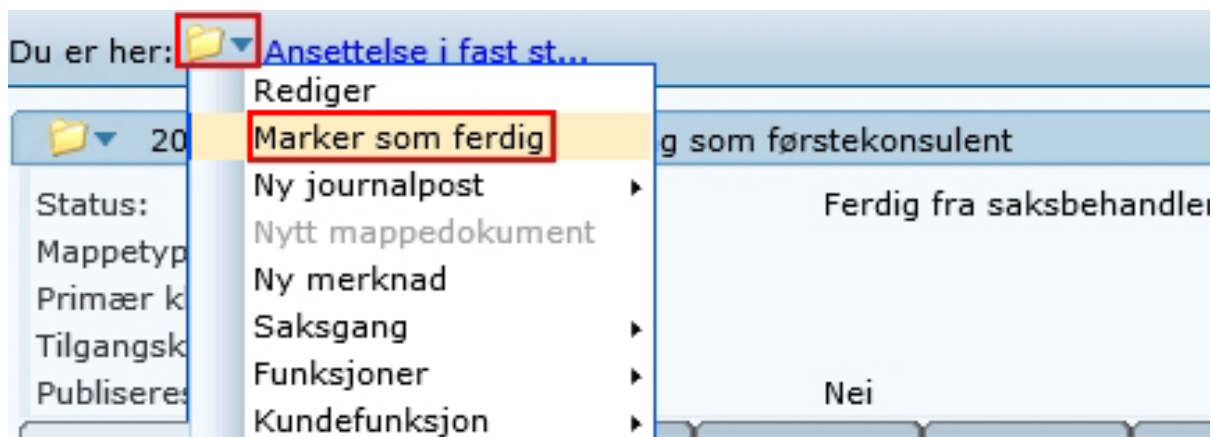 Du er her: Ansettelse i fast st...
Rediger
Marker som ferdig
20 g som førstekonsulent
Ny journalpost
Status: Ferdig fra saksbehandler
Nytt mappedokument
Mappetyp
Ny merknad
Primær k
Saksgang
Tilgangsk
Funksjoner
Publiseres Nei
Kundefunksjon